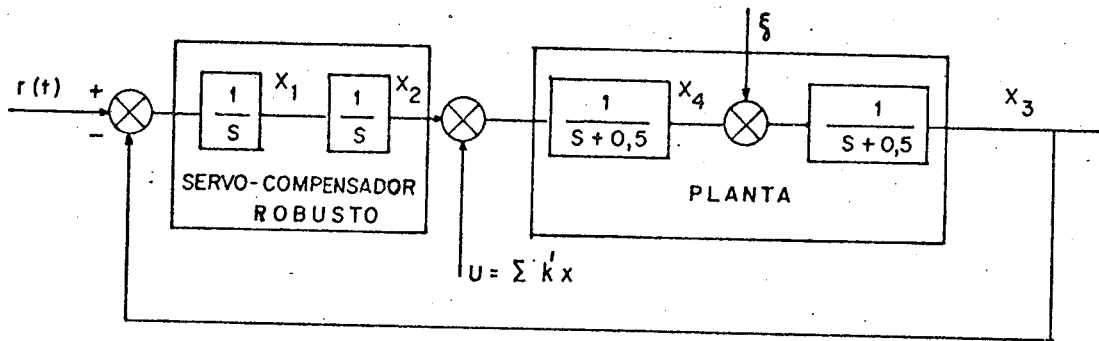 ξ
r(t)
+
−
1
S
X1
1
S
X2
SERVO-COMPENSADOR
ROBUSTO
U = Σ k'x
1
S + 0,5
X4
1
S + 0,5
PLANTA
X3